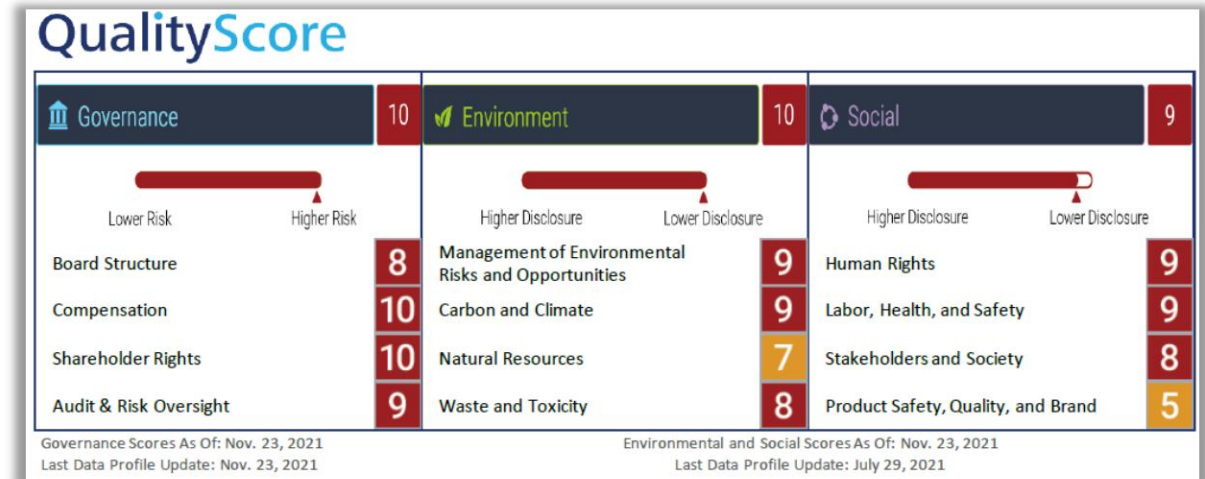 QualityScore
Governance 10
Environment 10
Social 9
Lower Risk Higher Risk
Higher Disclosure Lower Disclosure
Higher Disclosure Lower Disclosure
Board Structure 8
Compensation 10
Shareholder Rights 10
Audit & Risk Oversight 9
Management of Environmental
Risks and Opportunities 9
Carbon and Climate 9
Natural Resources 7
Waste and Toxicity 8
Human Rights 9
Labor, Health, and Safety 9
Stakeholders and Society 8
Product Safety, Quality, and Brand 5
Governance Scores As Of: Nov. 23, 2021
Last Data Profile Update: Nov. 23, 2021
Environmental and Social Scores As Of: Nov. 23, 2021
Last Data Profile Update: July 29, 2021